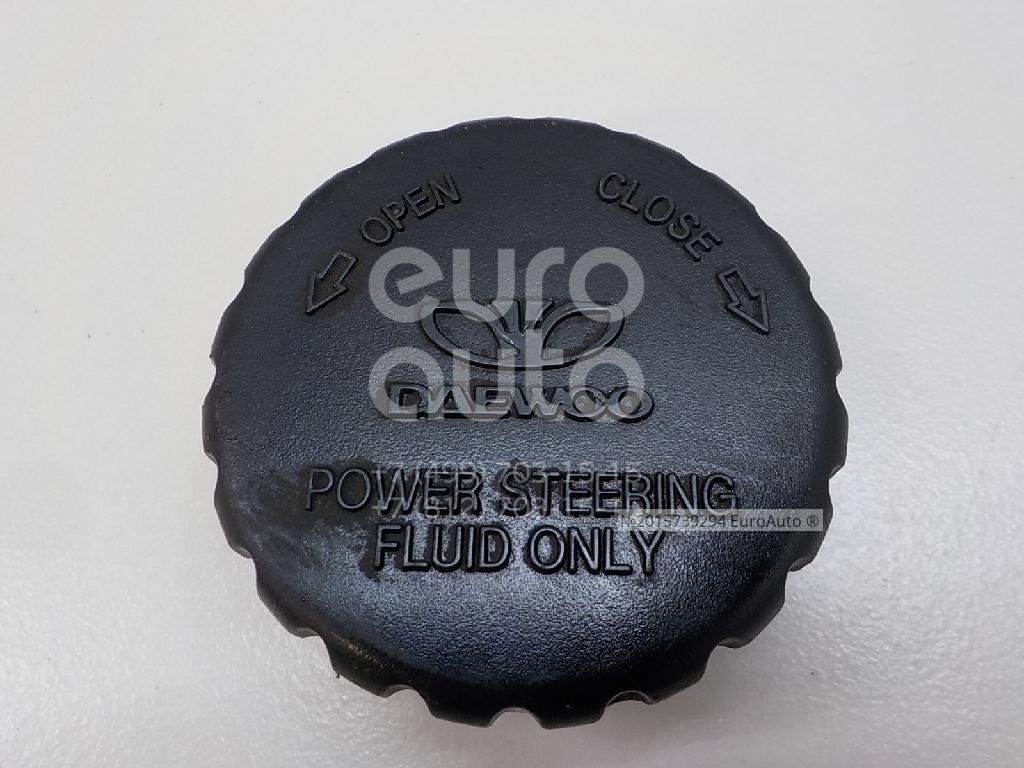 OPEN
CLOSE
euro
auto
DAEWOO
POWER STEERING
FLUID ONLY
№2015739294 EuroAuto ®